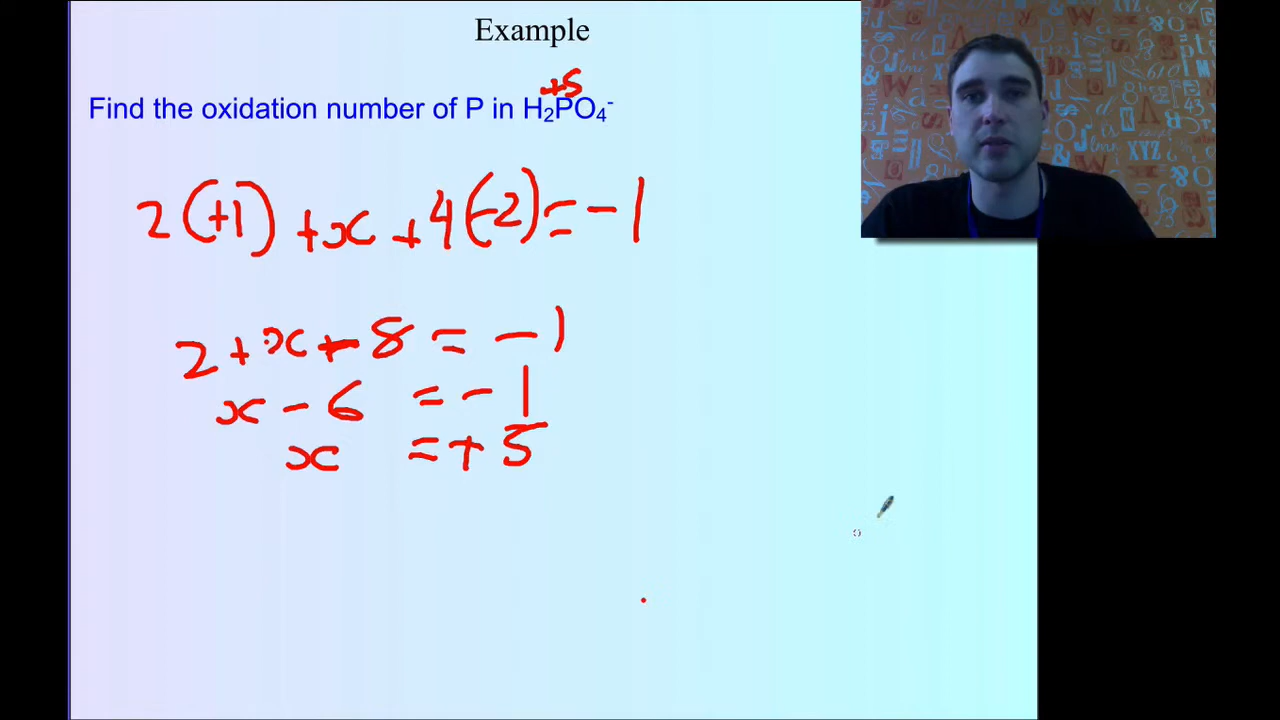 Example
+5
Find the oxidation number of P in H₂PO₄⁻
2(+1) + x + 4(-2) = -1
2 + x - 8 = -1
x - 6 = -1
x = +5